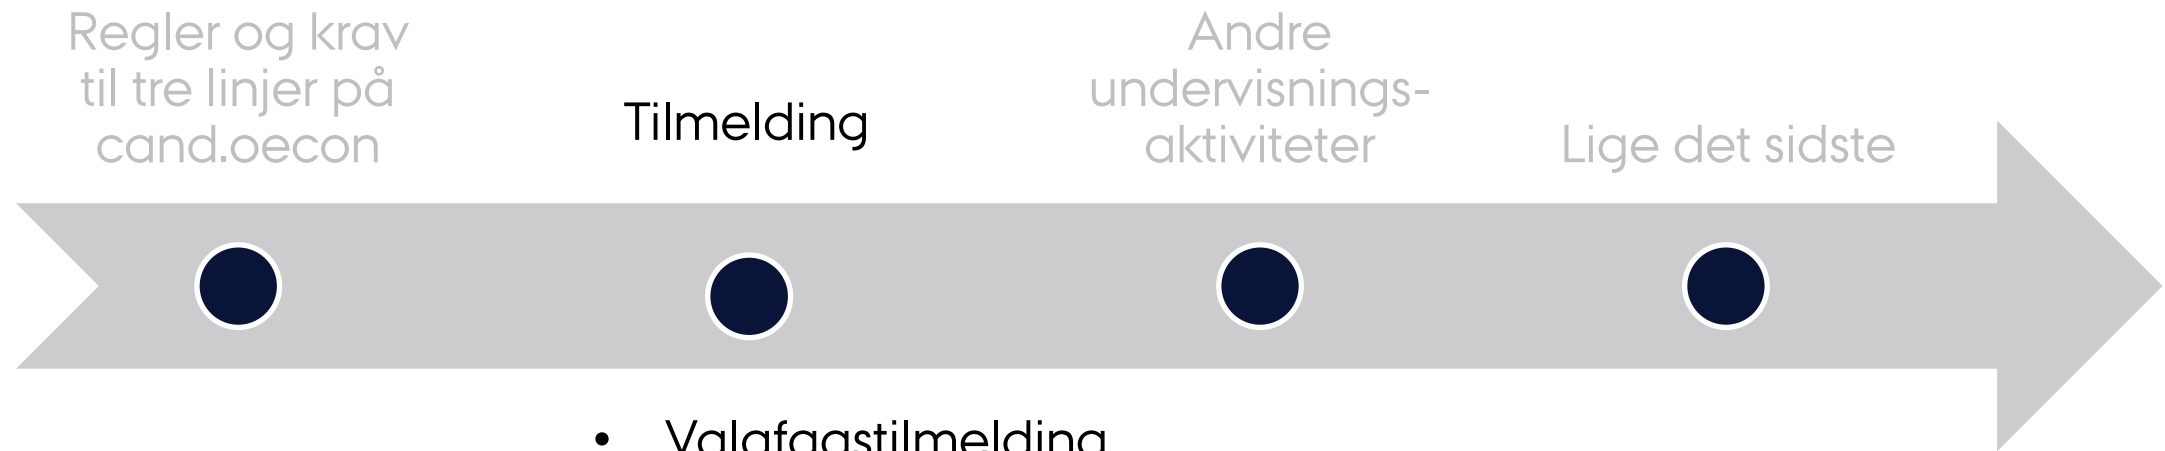 Regler og krav
til tre linjer på
cand.oecon
Tilmelding
Andre
undervisnings-
aktiviteter
Lige det sidste
• Valgfagstilmelding